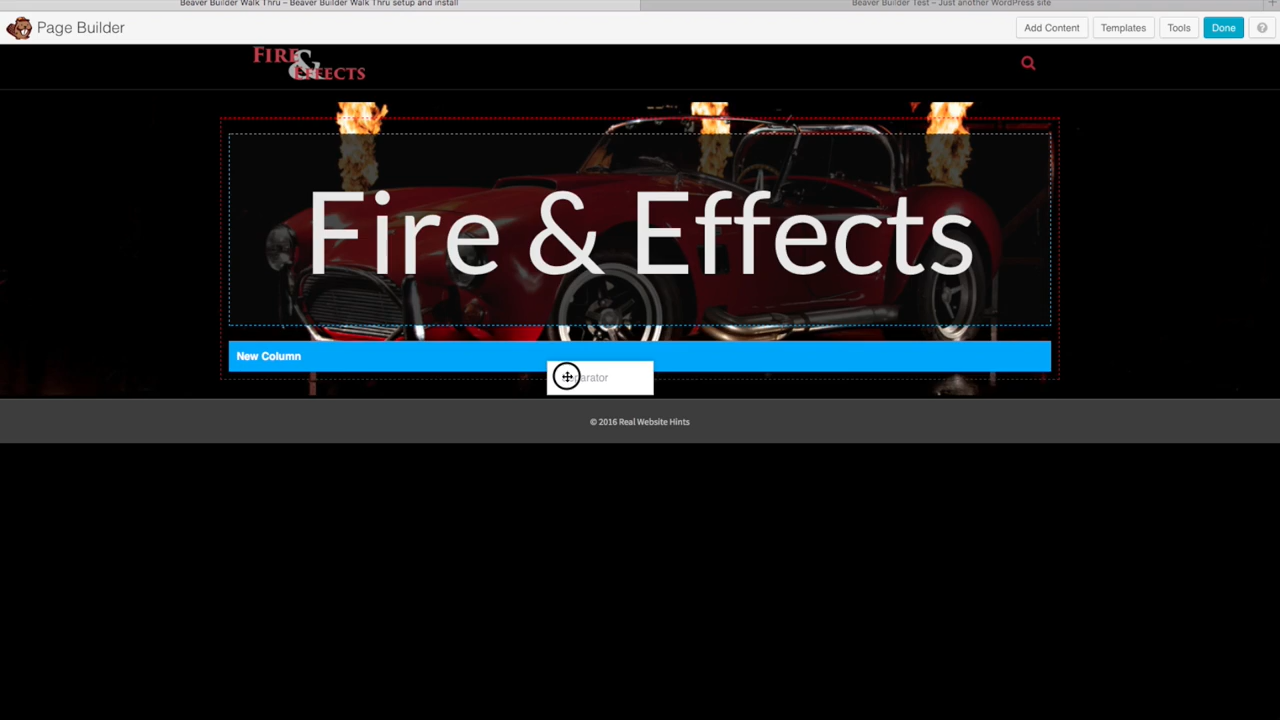 Beaver Builder Walk Thru – Beaver Builder Walk Thru setup and install
Beaver Builder Test – Just another WordPress site
Page Builder
Add Content
Templates
Tools
Done
?
FIRE
&
EFFECTS
Fire & Effects
New Column
© 2016 Real Website Hints